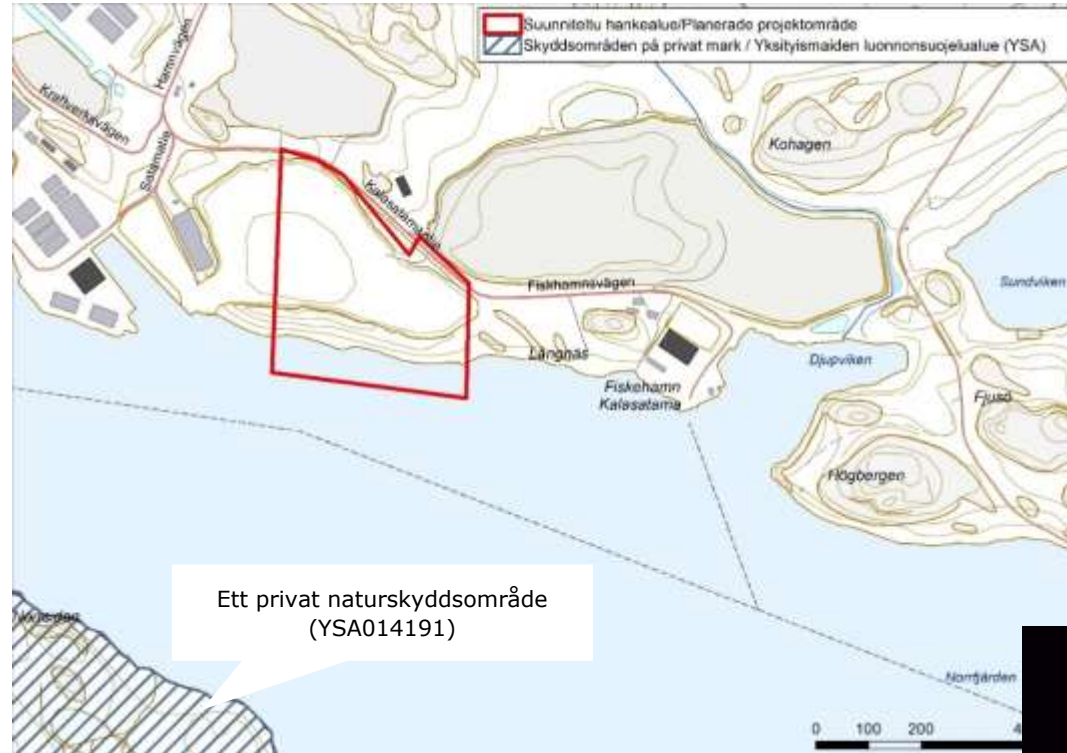 Suunniteltu hankealue/Planerade projektområde
Skyddsområden på privat mark / Yksityismaiden luonnonsuojelualue (YSA)
Hamnvägen
Kraftverksvägen
Satamatie
Kohagen
Kalasatamantie
Fiskhamnsvägen
Sundviken
Långnäs
Djupviken
Fiskehamn
Kalasatama
Fjusö
Högbergen
Ett privat naturskyddsområde
(YSA014191)
Norrfjärden
0 100 200